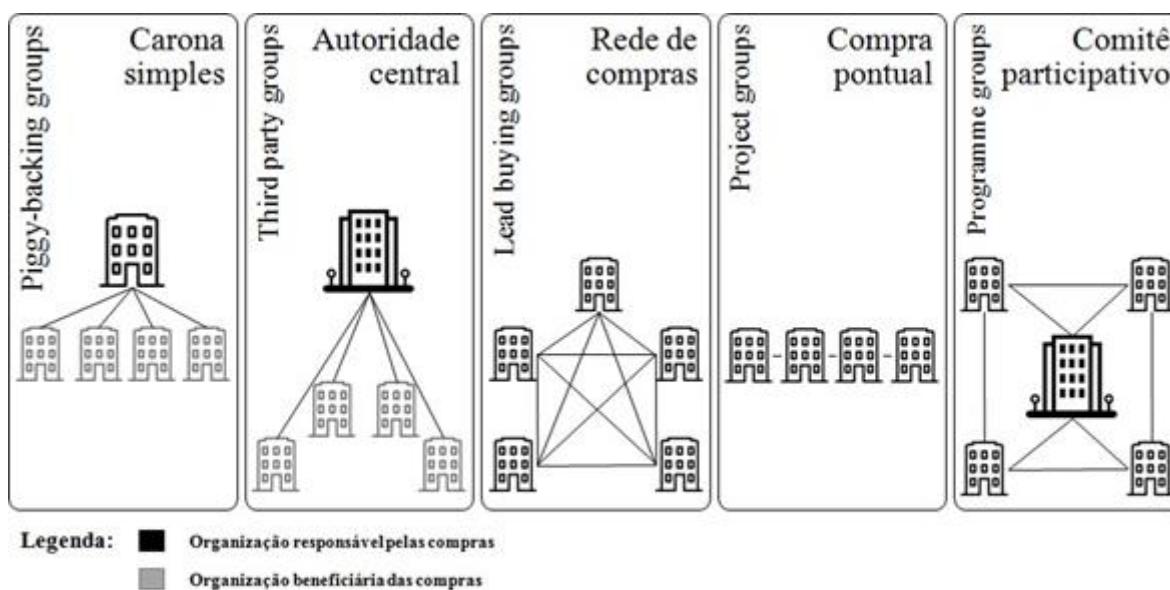 Piggy-backing groups
Carona
simples
Third party groups
Autoridade
central
Lead buying groups
Rede de
compras
Project groups
Compra
pontual
Programme groups
Comitê
participativo
Legenda:
Organização responsável pelas compras
Organização beneficiária das compras